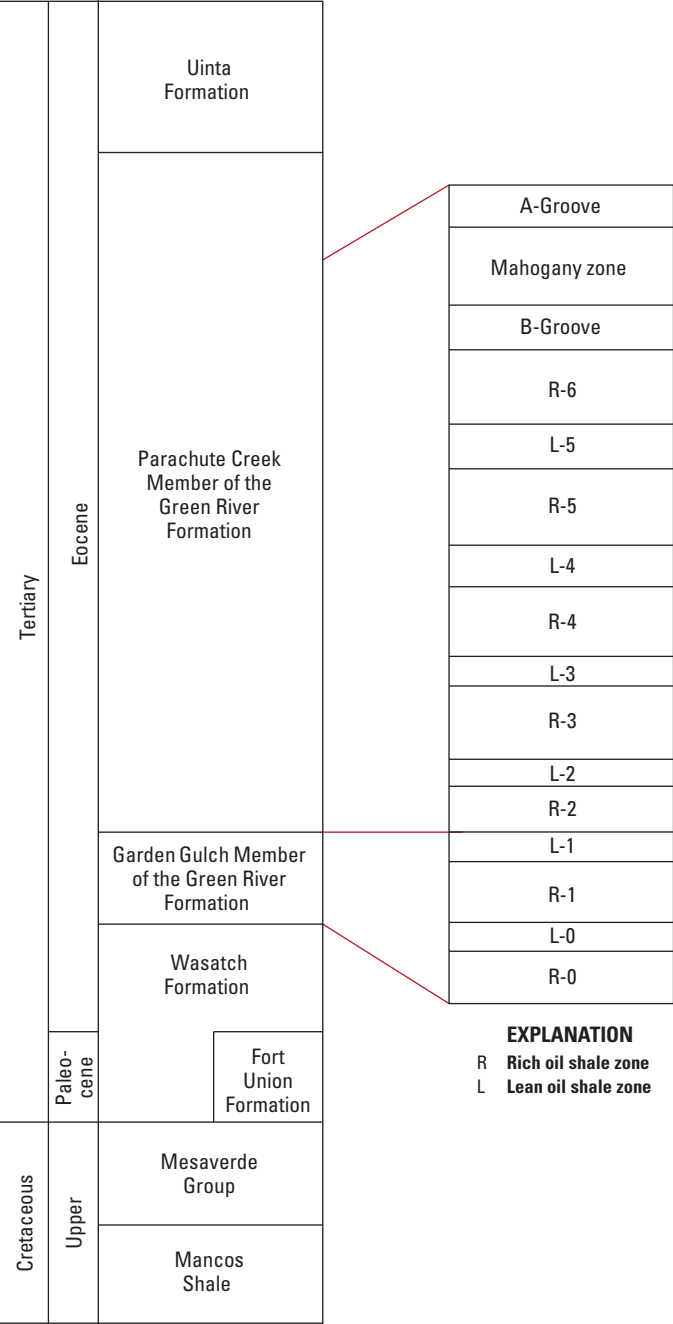 Tertiary
Eocene
Paleo-
cene
Cretaceous
Upper
Uinta
Formation
Parachute Creek
Member of the
Green River
Formation
Garden Gulch Member
of the Green River
Formation
Wasatch
Formation
Fort
Union
Formation
Mesaverde
Group
Mancos
Shale
A-Groove
Mahogany zone
B-Groove
R-6
L-5
R-5
L-4
R-4
L-3
R-3
L-2
R-2
L-1
R-1
L-0
R-0
EXPLANATION
R Rich oil shale zone
L Lean oil shale zone